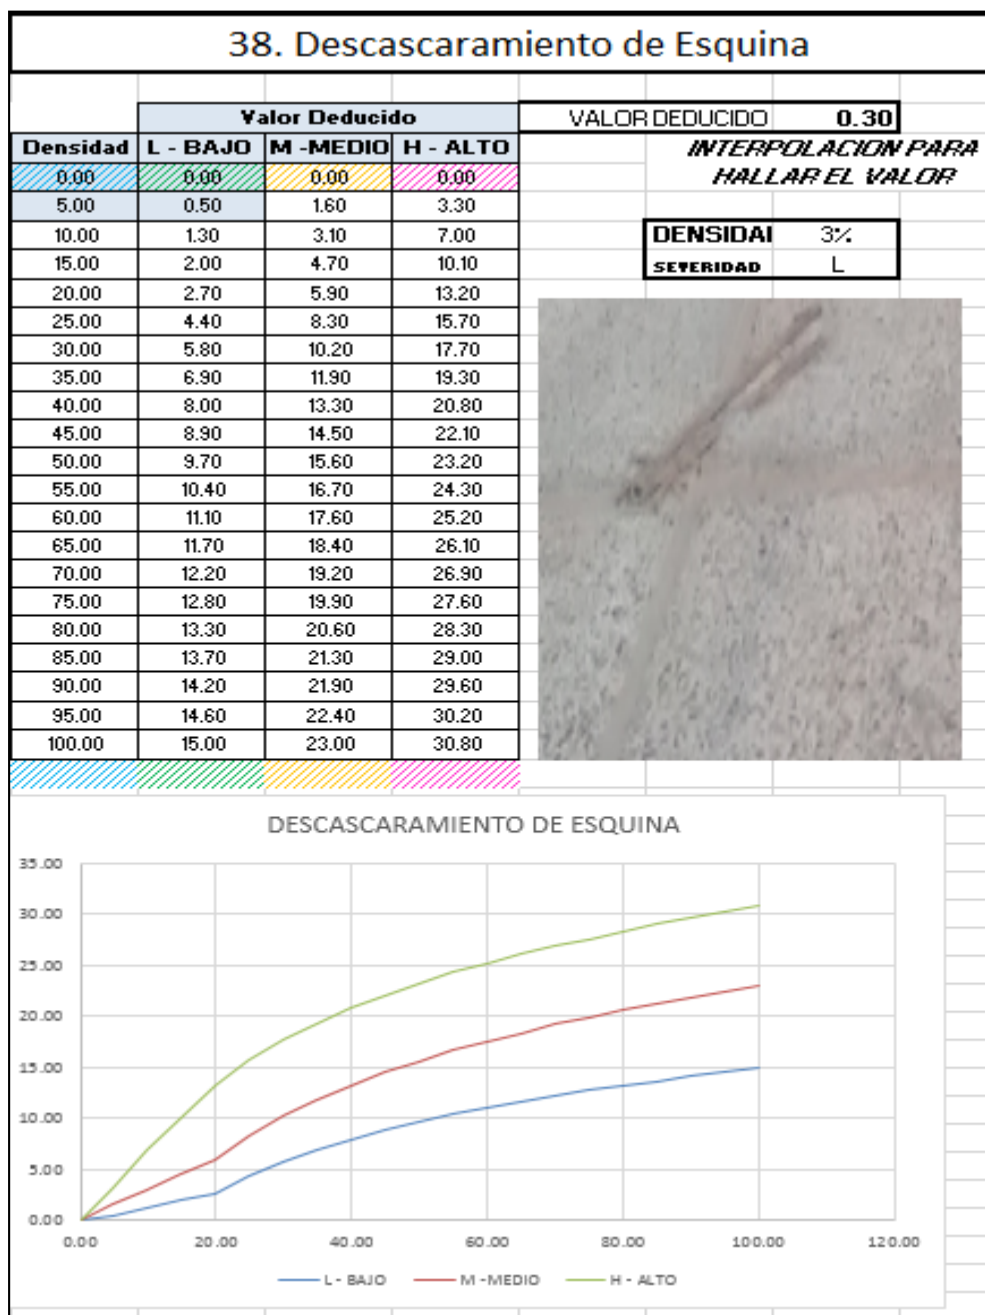 38. Descascaramiento de Esquina
Valor Deducido VALOR DEDUCIDO 0.30
Densidad L - BAJO M -MEDIO H - ALTO INTERPOLACION PARA
0.00 0.00 0.00 0.00 HALLAR EL VALOR
5.00 0.50 1.60 3.30
10.00 1.30 3.10 7.00 DENSIDAI 3%
15.00 2.00 4.70 10.10 SEVERIDAD L
20.00 2.70 5.90 13.20
25.00 4.40 8.30 15.70
30.00 5.80 10.20 17.70
35.00 6.90 11.90 19.30
40.00 8.00 13.30 20.80
45.00 8.90 14.50 22.10
50.00 9.70 15.60 23.20
55.00 10.40 16.70 24.30
60.00 11.10 17.60 25.20
65.00 11.70 18.40 26.10
70.00 12.20 19.20 26.90
75.00 12.80 19.90 27.60
80.00 13.30 20.60 28.30
85.00 13.70 21.30 29.00
90.00 14.20 21.90 29.60
95.00 14.60 22.40 30.20
100.00 15.00 23.00 30.80
DESCASCARAMIENTO DE ESQUINA
35.00
30.00
25.00
20.00
15.00
10.00
5.00
0.00
0.00 20.00 40.00 60.00 80.00 100.00 120.00
L - BAJO M -MEDIO H - ALTO